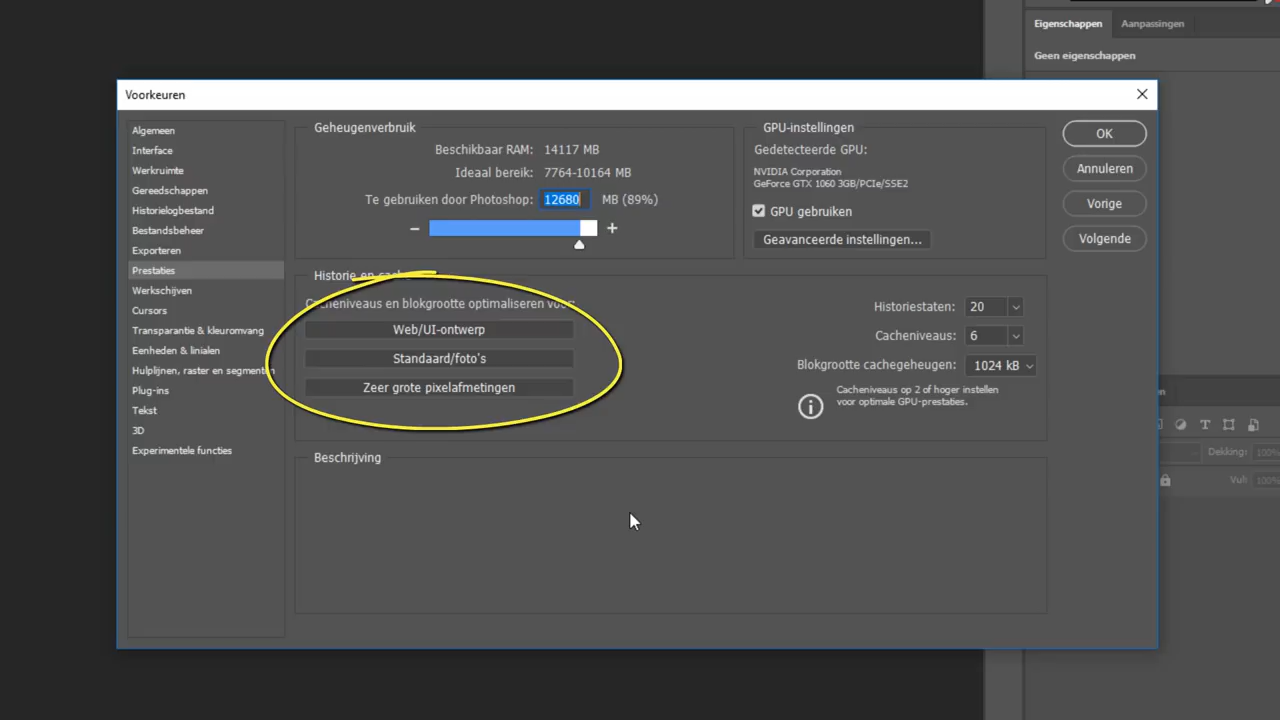 Eigenschappen
Aanpassingen
Geen eigenschappen
Voorkeuren
Algemeen
Interface
Werkruimte
Gereedschappen
Historielogbestand
Bestandsbeheer
Exporteren
Prestaties
Werkschijven
Cursors
Transparantie & kleuromvang
Eenheden & linialen
Hulplijnen, raster en segmenten
Plug-ins
Tekst
3D
Experimentele functies
Geheugenverbruik
Beschikbaar RAM: 14117 MB
Ideaal bereik: 7764-10164 MB
Te gebruiken door Photoshop: 12680 MB (89%)
GPU-instellingen
Gedetecteerde GPU:
NVIDIA Corporation
GeForce GTX 1060 3GB/PCIe/SSE2
GPU gebruiken
Geavanceerde instellingen...
OK
Annuleren
Vorige
Volgende
Historie en cache
Cacheniveaus en blokgrootte optimaliseren voor:
Web/UI-ontwerp
Standaard/foto's
Zeer grote pixelafmetingen
Historiestaten: 20
Cacheniveaus: 6
Blokgrootte cachegeheugen: 1024 kB
Cacheniveaus op 2 of hoger instellen
voor optimale GPU-prestaties.
Beschrijving
Dekking: 100%
Vul: 100%